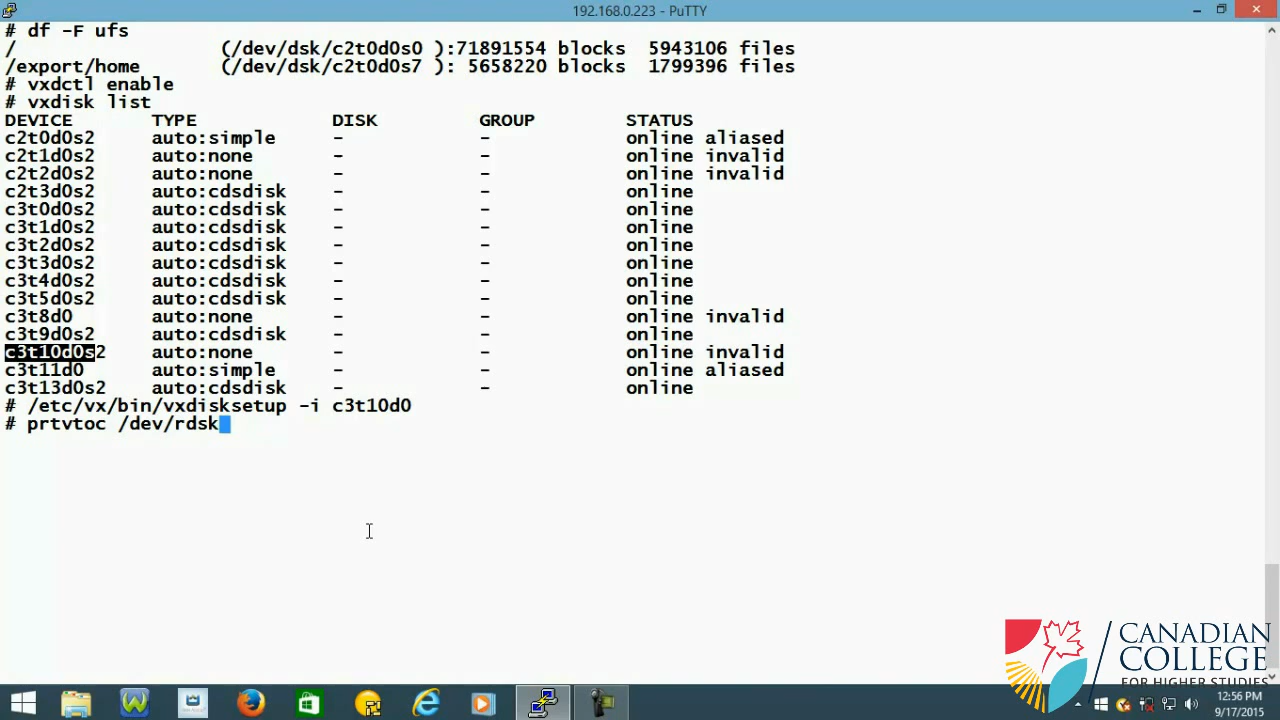 192.168.0.223 - PuTTY
# df -F ufs
/                  (/dev/dsk/c2t0d0s0 ):71891554 blocks  5943106 files
/export/home       (/dev/dsk/c2t0d0s7 ): 5658220 blocks  1799396 files
# vxdctl enable
# vxdisk list
DEVICE       TYPE            DISK         GROUP        STATUS
c2t0d0s2     auto:simple     -            -            online aliased
c2t1d0s2     auto:none       -            -            online invalid
c2t2d0s2     auto:none       -            -            online invalid
c2t3d0s2     auto:cdsdisk    -            -            online
c3t0d0s2     auto:cdsdisk    -            -            online
c3t1d0s2     auto:cdsdisk    -            -            online
c3t2d0s2     auto:cdsdisk    -            -            online
c3t3d0s2     auto:cdsdisk    -            -            online
c3t4d0s2     auto:cdsdisk    -            -            online
c3t5d0s2     auto:cdsdisk    -            -            online
c3t8d0       auto:none       -            -            online invalid
c3t9d0s2     auto:cdsdisk    -            -            online
c3t10d0s2    auto:none       -            -            online invalid
c3t11d0      auto:simple     -            -            online aliased
c3t13d0s2    auto:cdsdisk    -            -            online
# /etc/vx/bin/vxdisksetup -i c3t10d0
# prtvtoc /dev/rdsk
CANADIAN
COLLEGE
FOR HIGHER STUDIES
12:56 PM
9/17/2015